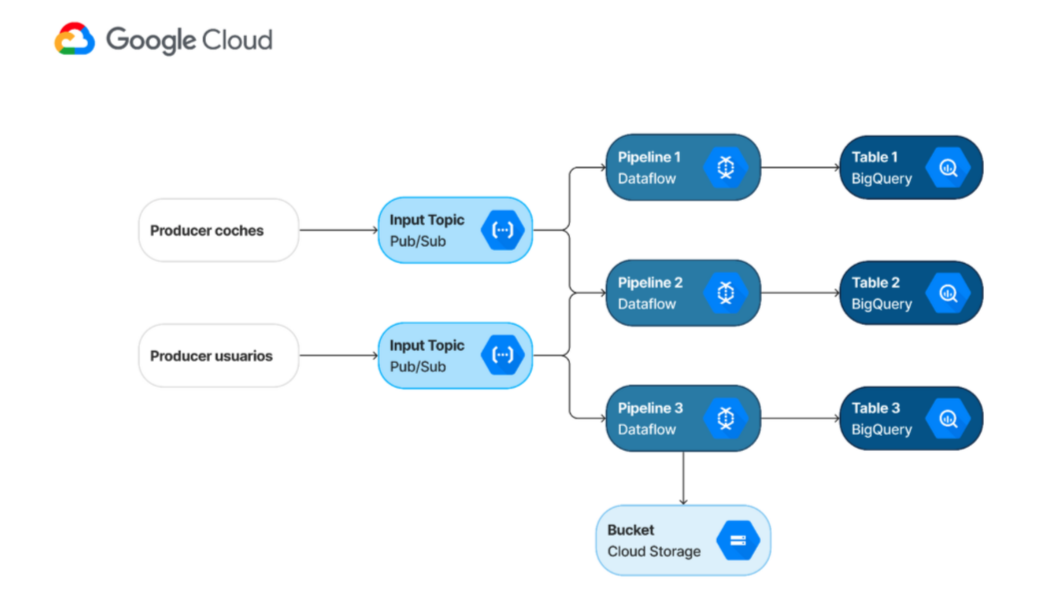 Google Cloud
Pipeline 1
Dataflow
Table 1
BigQuery
Producer coches
Input Topic
Pub/Sub
Pipeline 2
Dataflow
Table 2
BigQuery
Producer usuarios
Input Topic
Pub/Sub
Pipeline 3
Dataflow
Table 3
BigQuery
Bucket
Cloud Storage